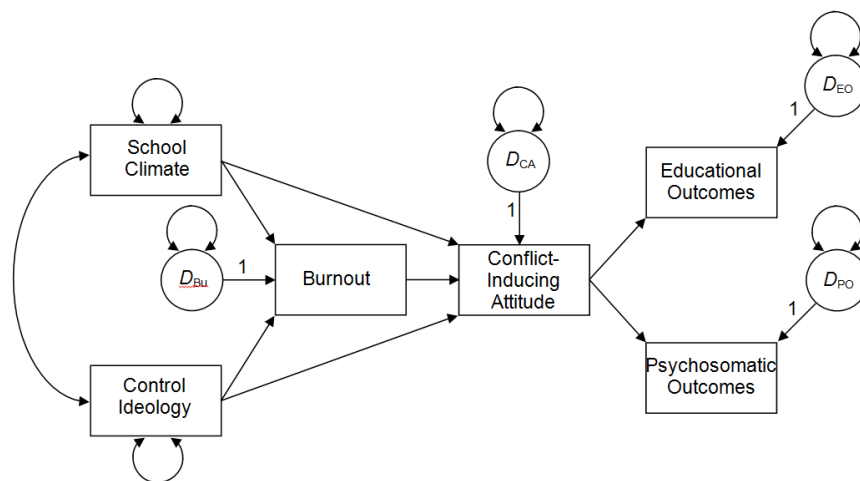 School
Climate
D_Bu
1
Burnout
Control
Ideology
D_CA
1
Conflict-
Inducing
Attitude
D_EO
1
Educational
Outcomes
D_PO
1
Psychosomatic
Outcomes